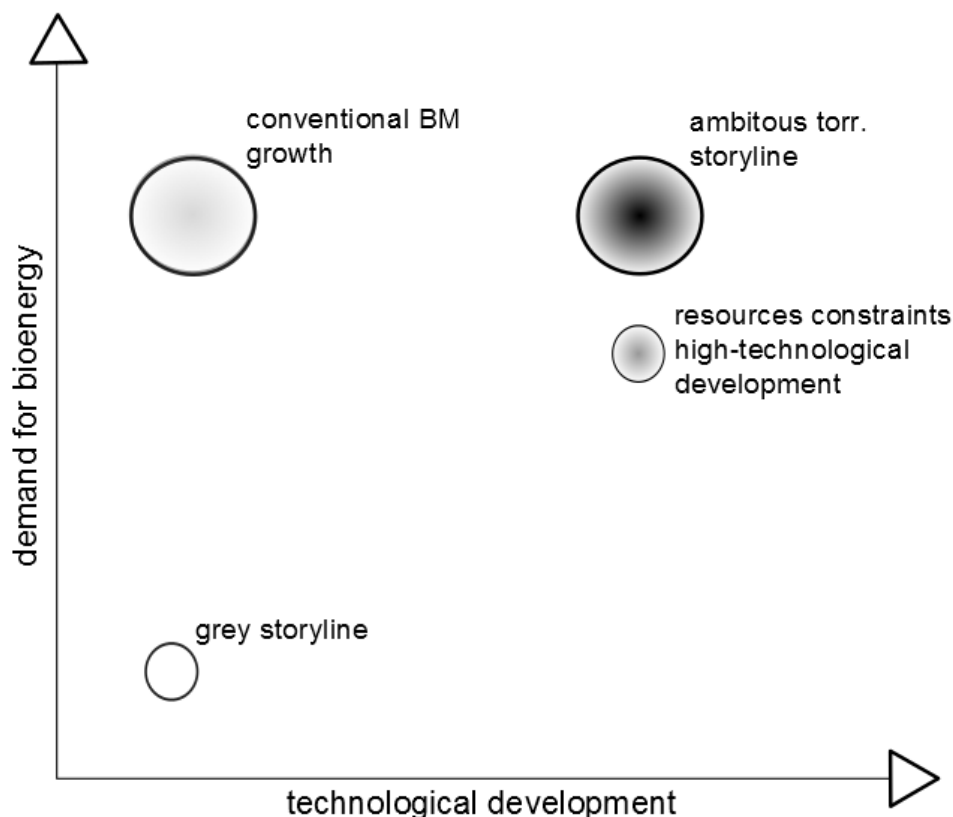 conventional BM
growth
ambitous torr.
storyline
resources constraints
high-technological
development
demand for bioenergy
grey storyline
technological development